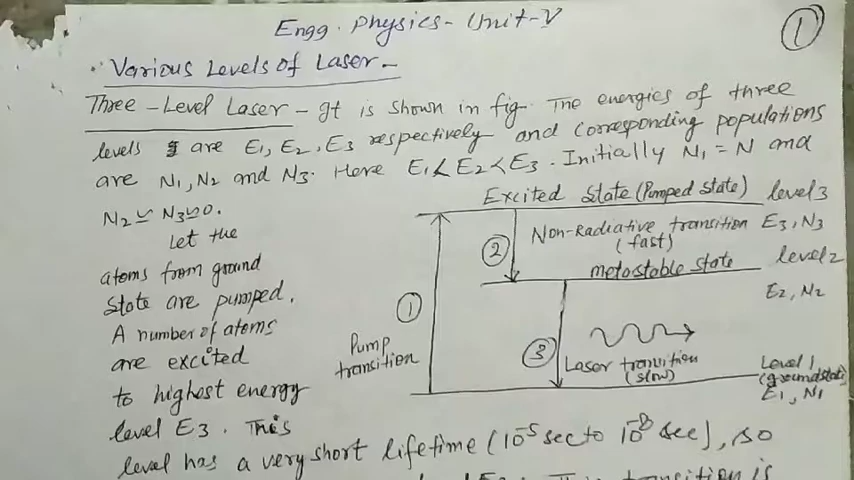 Engg. Physics - Unit-V
1
Various Levels of Laser -
Three - Level Laser - It is shown in fig. The energies of three
levels are E1, E2, E3 respectively and corresponding populations
are N1, N2 and N3. Here E1 < E2 < E3. Initially N1 = N and
N2 ≃ N3 ≃ 0.
Let the
atoms from ground
state are pumped.
A number of atoms
are excited
to highest energy
level E3. This
level has a very short lifetime (10^-5 sec to 10^-8 sec), so
Excited State (Pumped State) level 3
Non-Radiative transition E3, N3
(fast)
2
metastable state level 2
E2, N2
1
Pump
transition
3
Laser transition
(slow)
Level 1
(ground state)
E1, N1
transition is